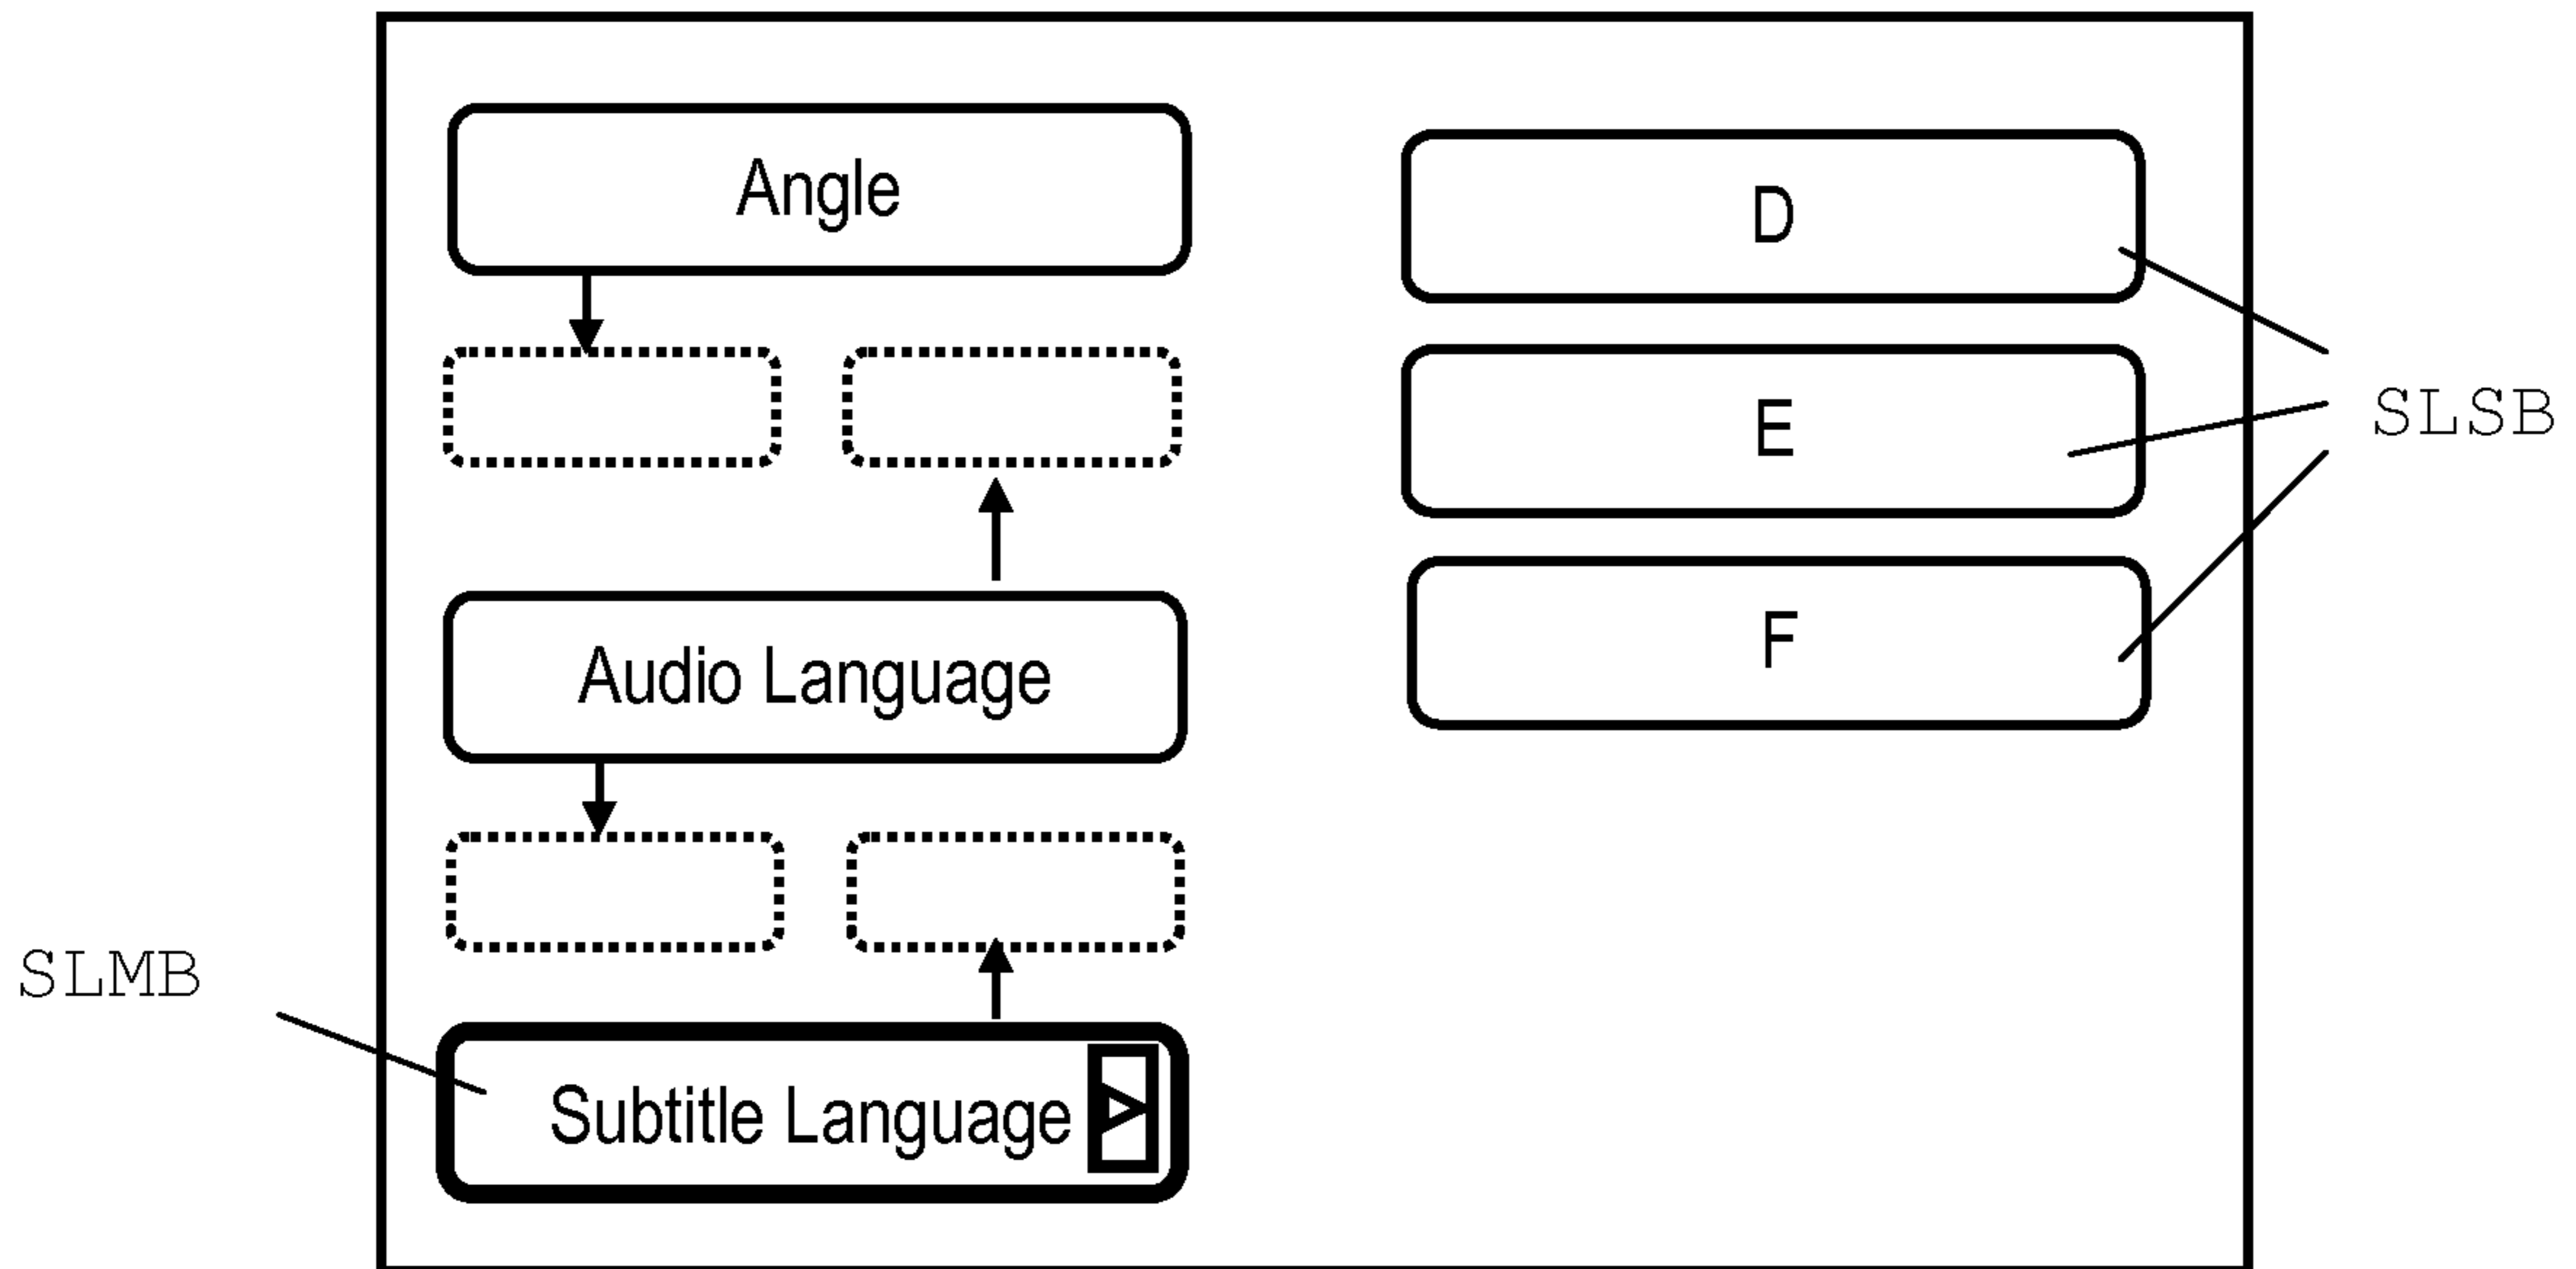 Angle
D
E
SLSB
Audio Language
F
SLMB
Subtitle Language